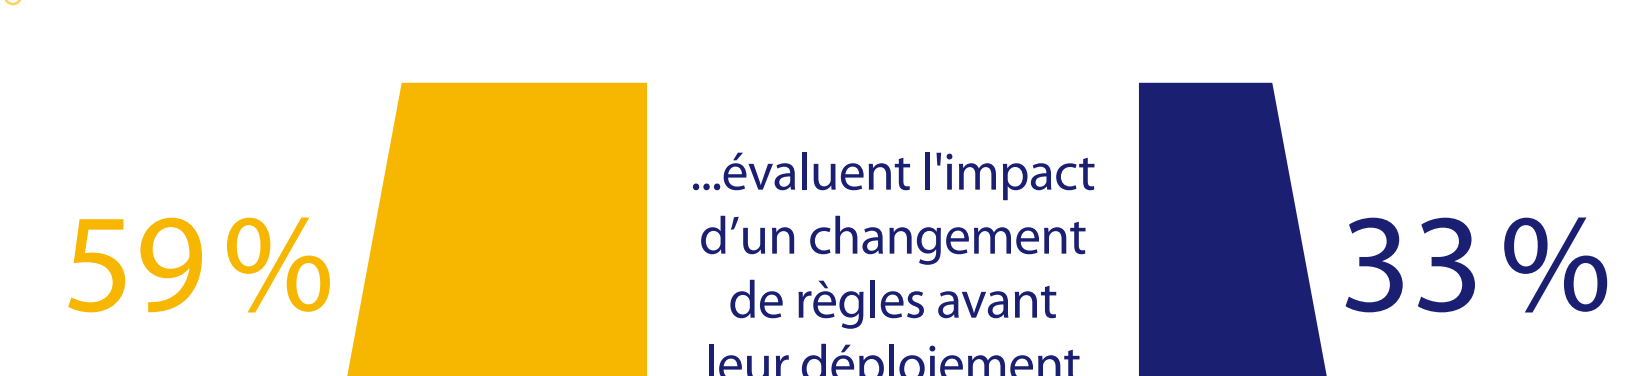 59 %
...évaluent l'impact
d’un changement
de règles avant
leur déploiement
33 %